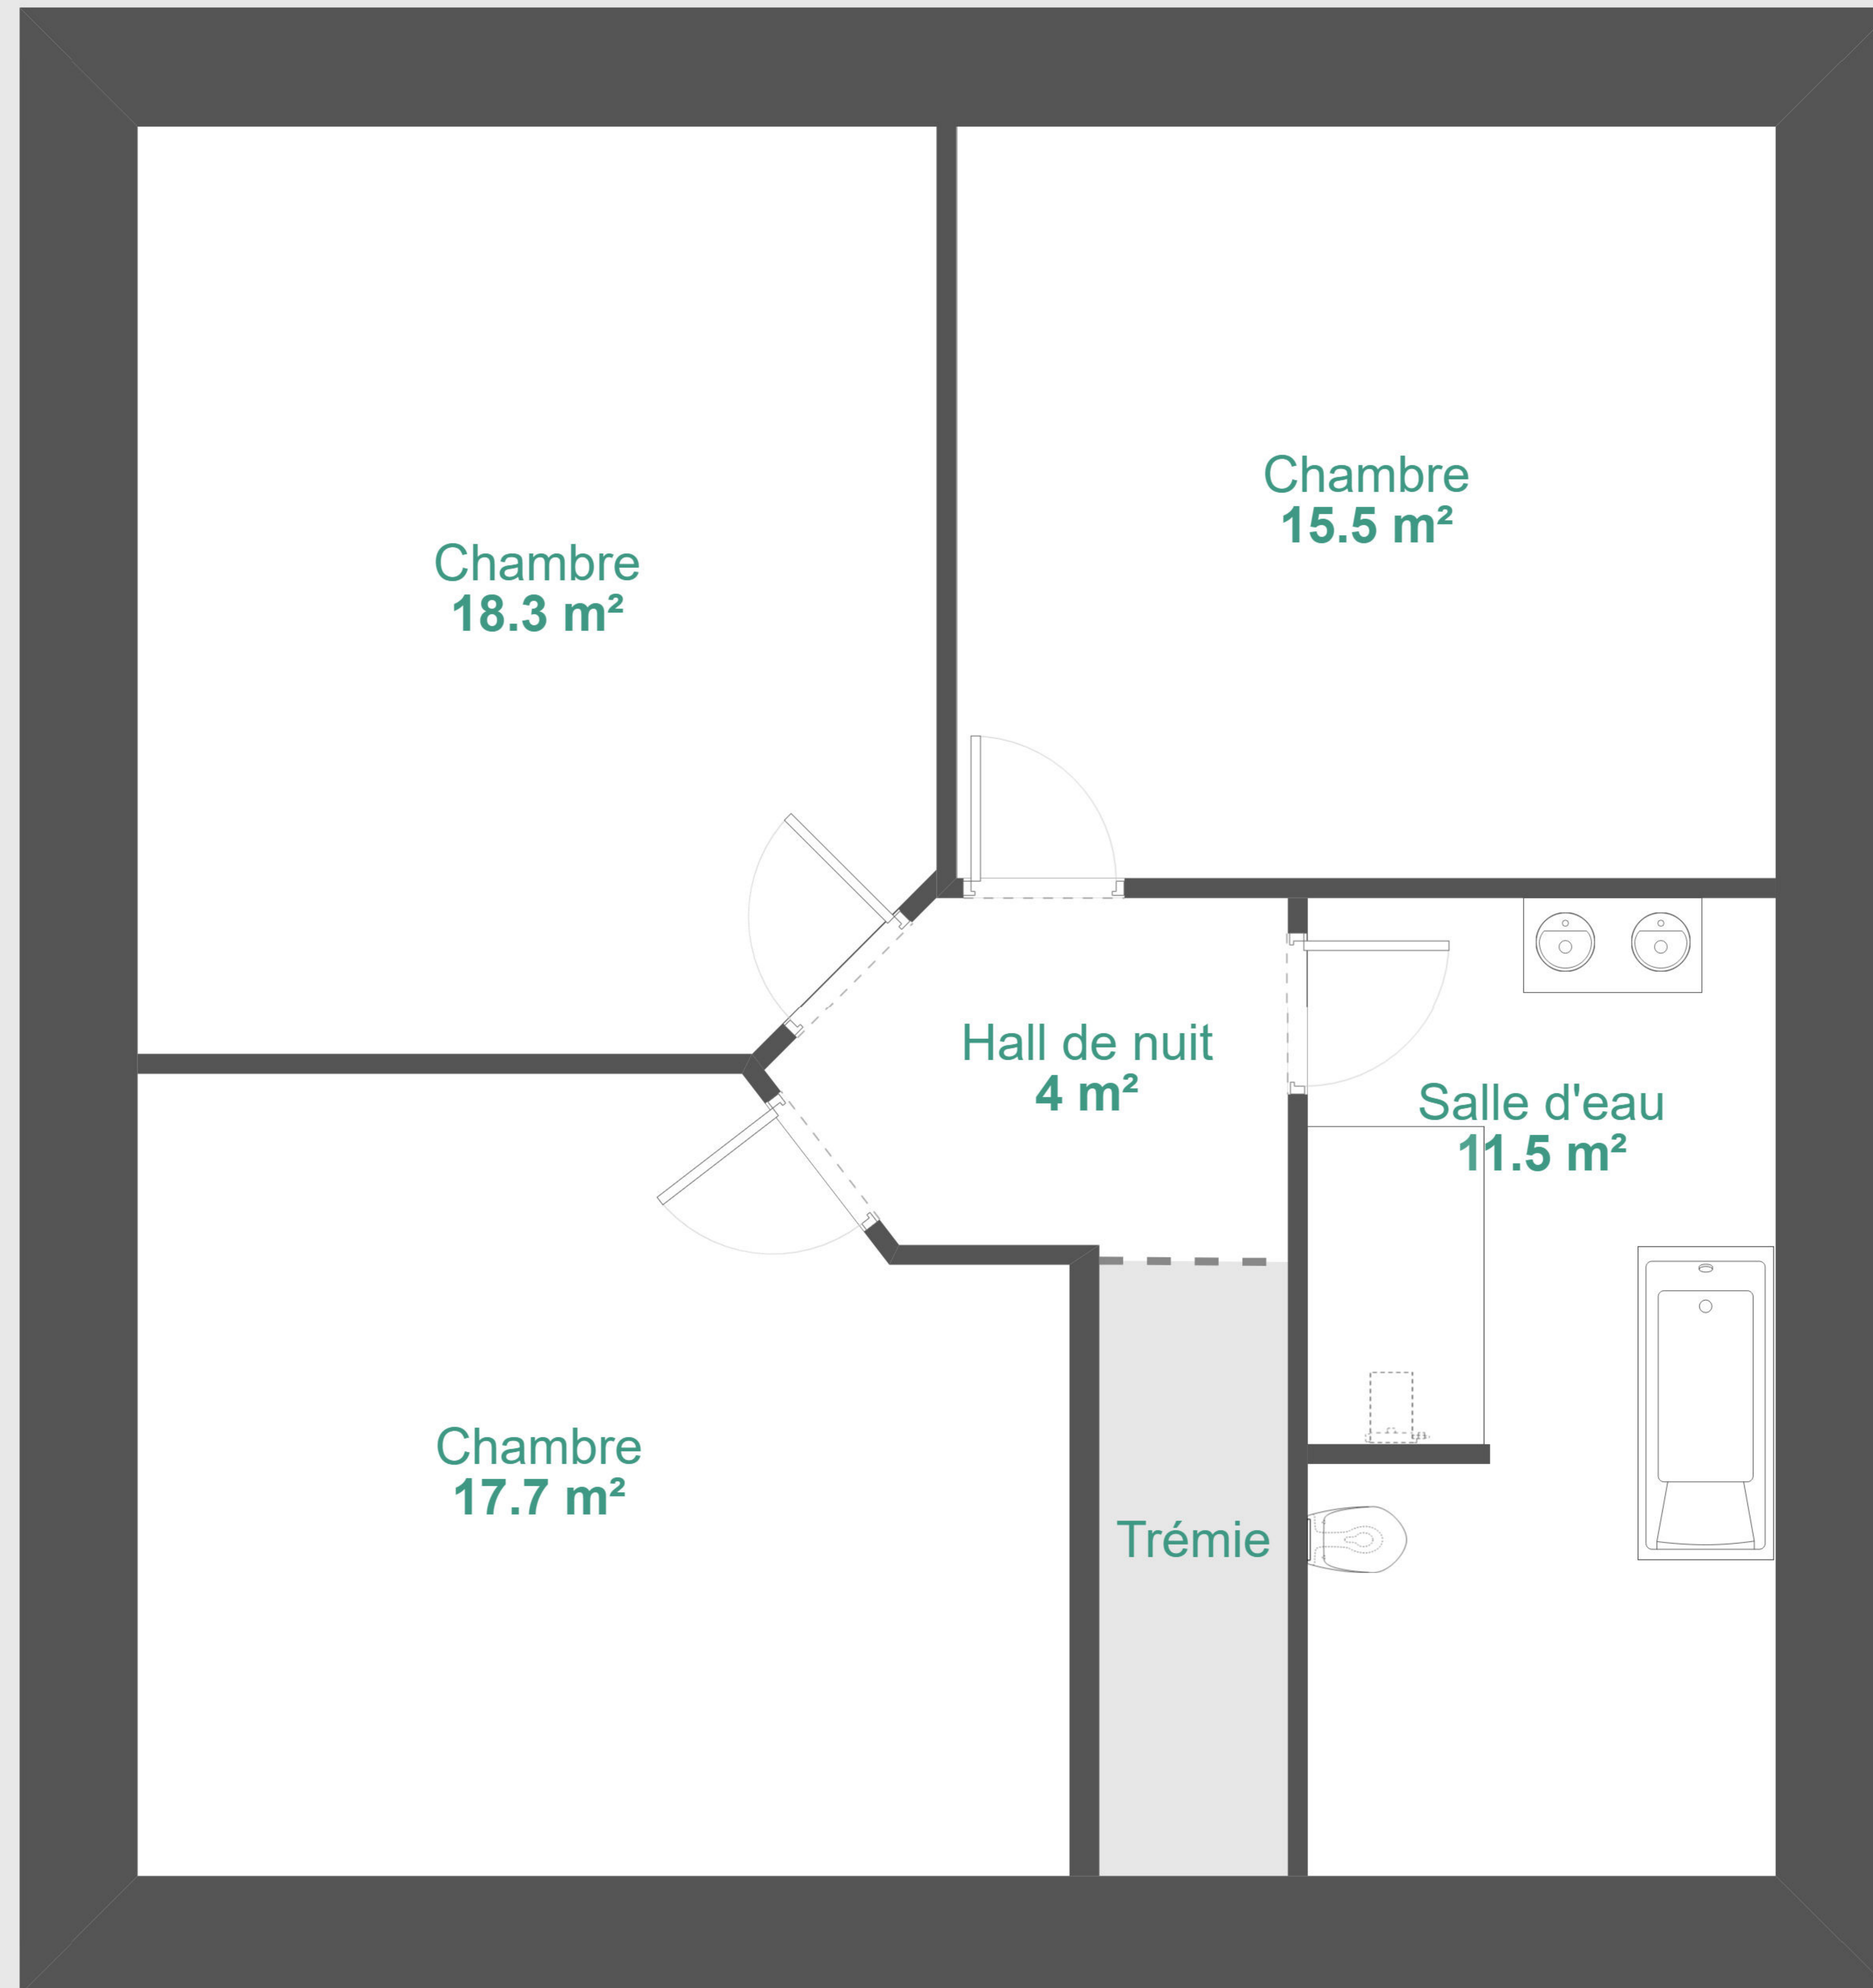 Chambre
15.5 m²
Chambre
18.3 m²
Hall de nuit
4 m²
Salle d'eau
11.5 m²
Chambre
17.7 m²
Trémie